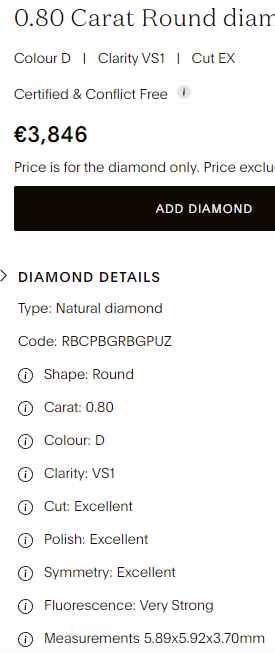 0.80 Carat Round diam
Colour D | Clarity VS1 | Cut EX
Certified & Conflict Free
€3,846
Price is for the diamond only. Price exclu
ADD DIAMOND
DIAMOND DETAILS
Type: Natural diamond
Code: RBCPBGRBGPUZ
Shape: Round
Carat: 0.80
Colour: D
Clarity: VS1
Cut: Excellent
Polish: Excellent
Symmetry: Excellent
Fluorescence: Very Strong
Measurements 5.89x5.92x3.70mm